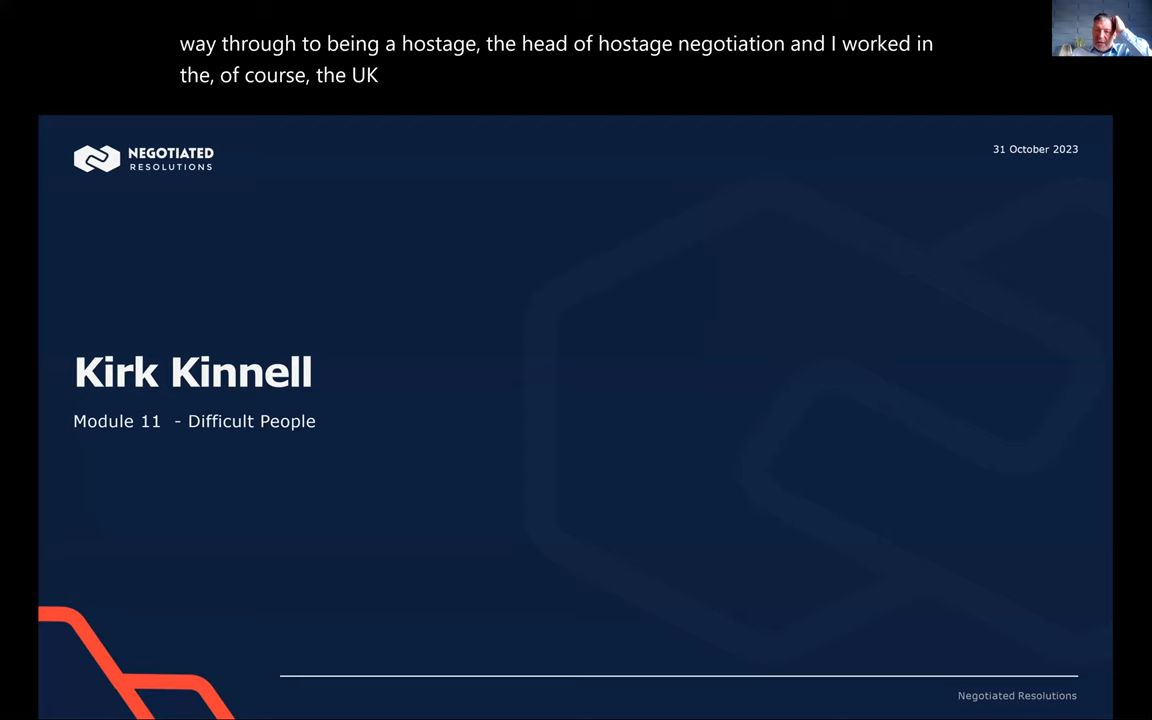 way through to being a hostage, the head of hostage negotiation and I worked in
the, of course, the UK
NEGOTIATED
RESOLUTIONS
31 October 2023
Kirk Kinnell
Module 11 - Difficult People
Negotiated Resolutions